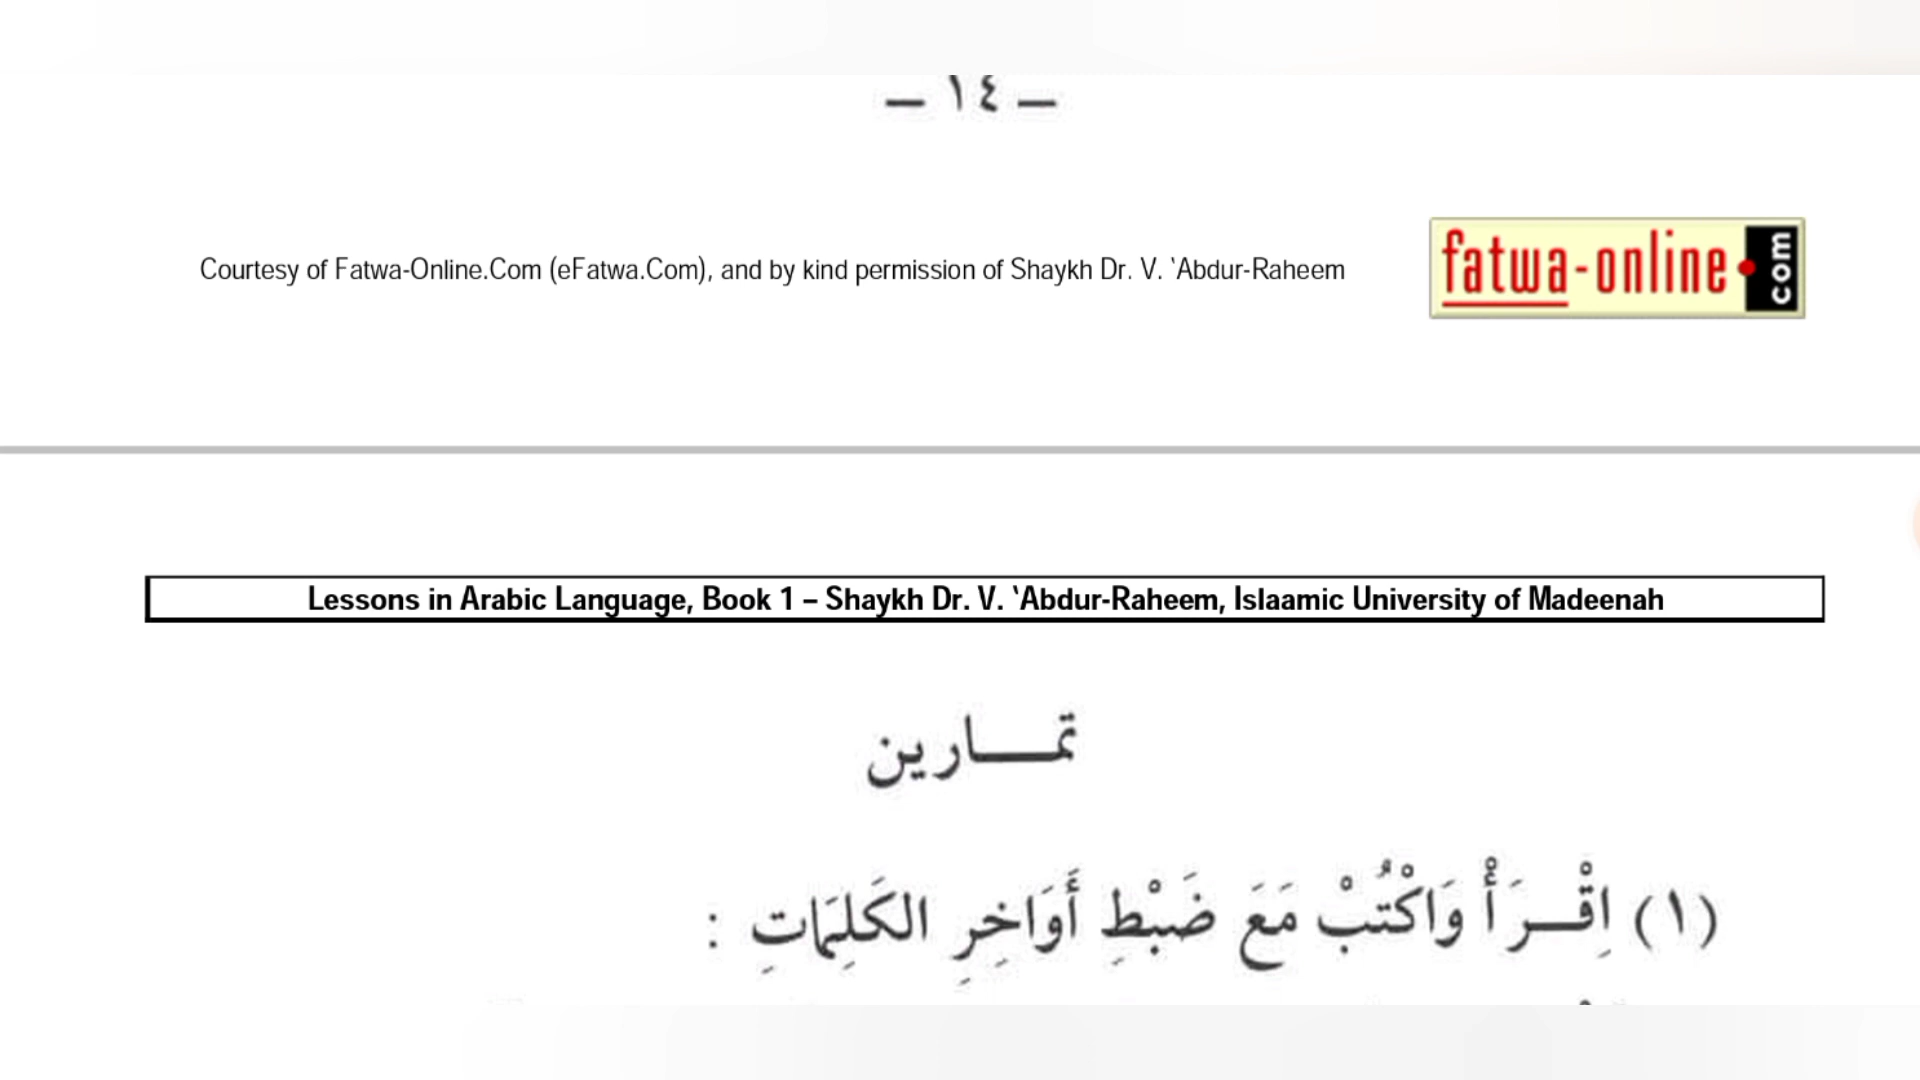 — ١٤ —
Courtesy of Fatwa-Online.Com (eFatwa.Com), and by kind permission of Shaykh Dr. V. `Abdur-Raheem
fatwa-online.com
Lessons in Arabic Language, Book 1 – Shaykh Dr. V. `Abdur-Raheem, Islaamic University of Madeenah
تمـــارين
(١) اِقْـــرَأْ وَاكْتُبْ مَعَ ضَبْطِ أَوَاخِرِ الكَلِمَاتِ :